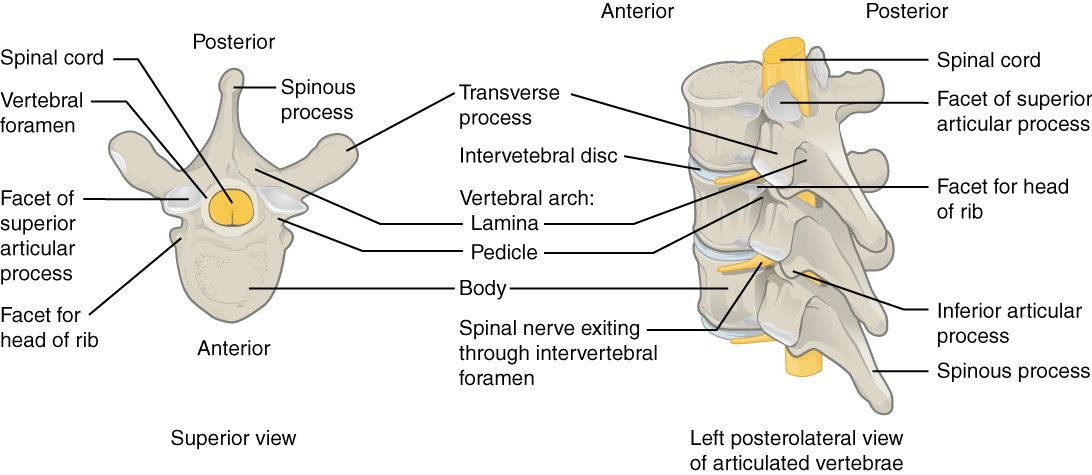 Anterior
Posterior
Posterior
Spinal cord
Vertebral
foramen
Facet of
superior
articular
process
Facet for
head of rib
Spinous
process
Anterior
Superior view
Transverse
process
Intervetebral disc
Vertebral arch:
Lamina
Pedicle
Body
Spinal nerve exiting
through intervertebral
foramen
Spinal cord
Facet of superior
articular process
Facet for head
of rib
Inferior articular
process
Spinous process
Left posterolateral view
of articulated vertebrae